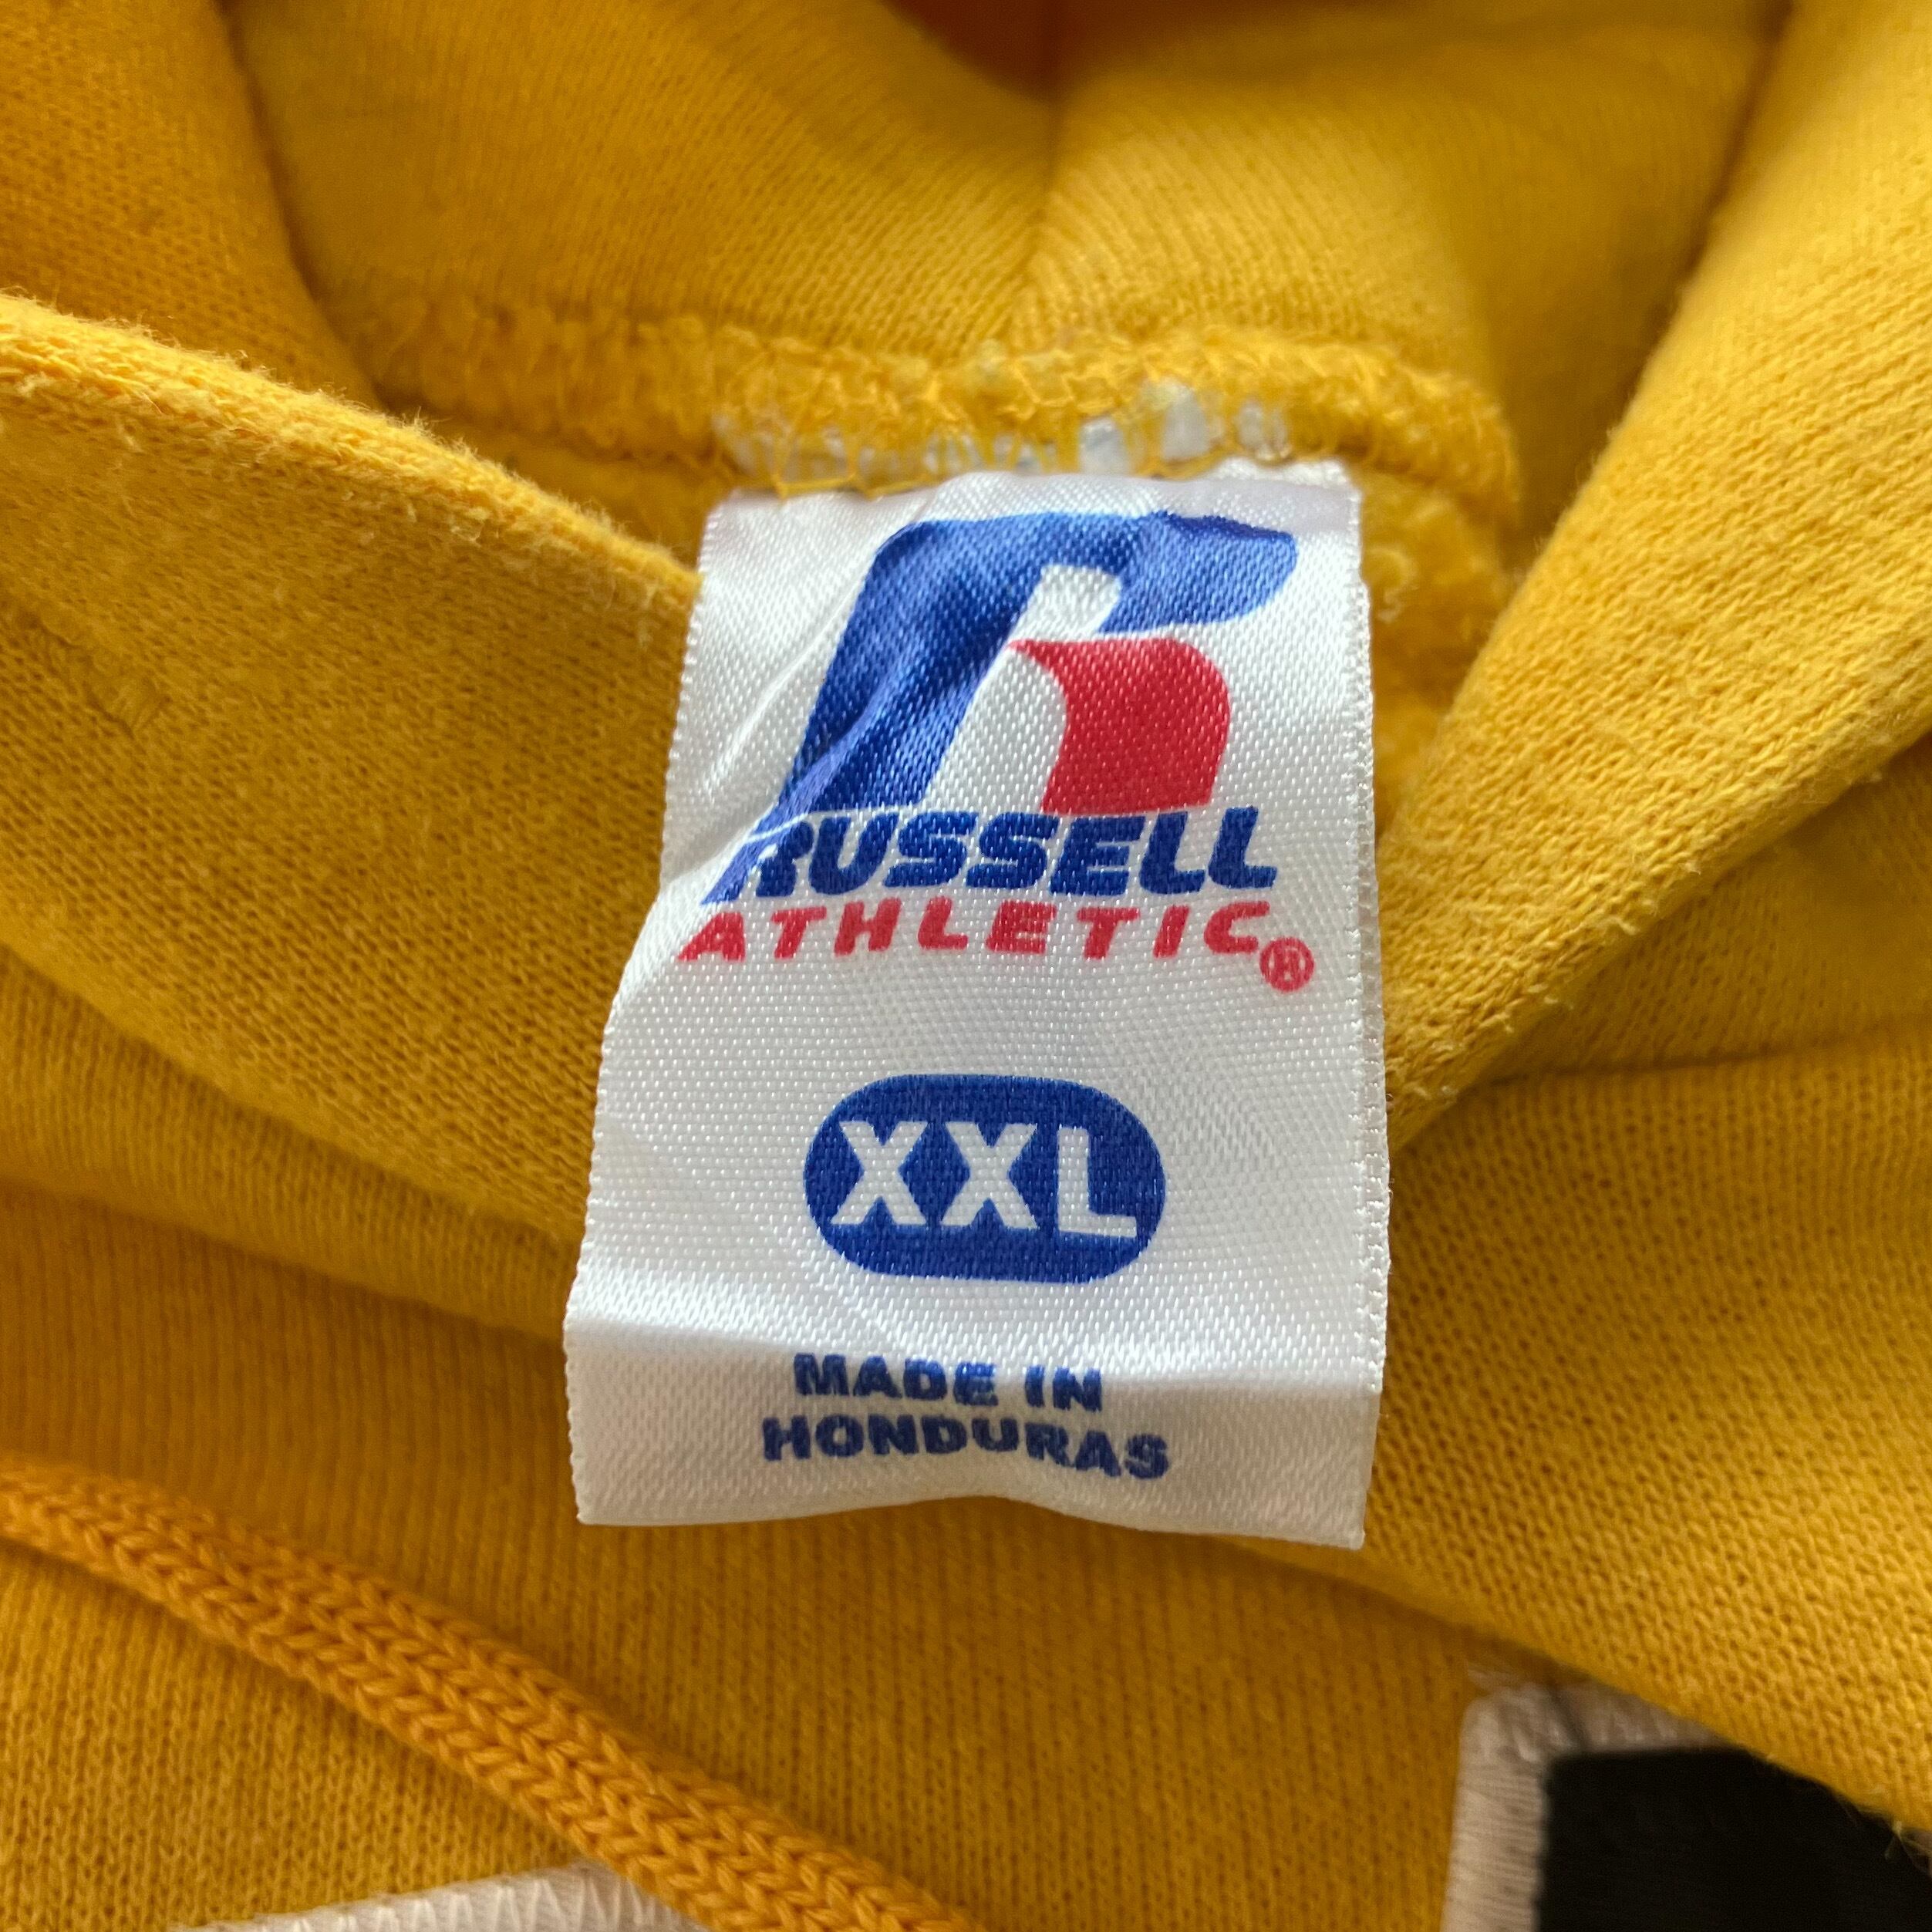 RUSSELL
ATHLETIC®
XXL
MADE IN
HONDURAS